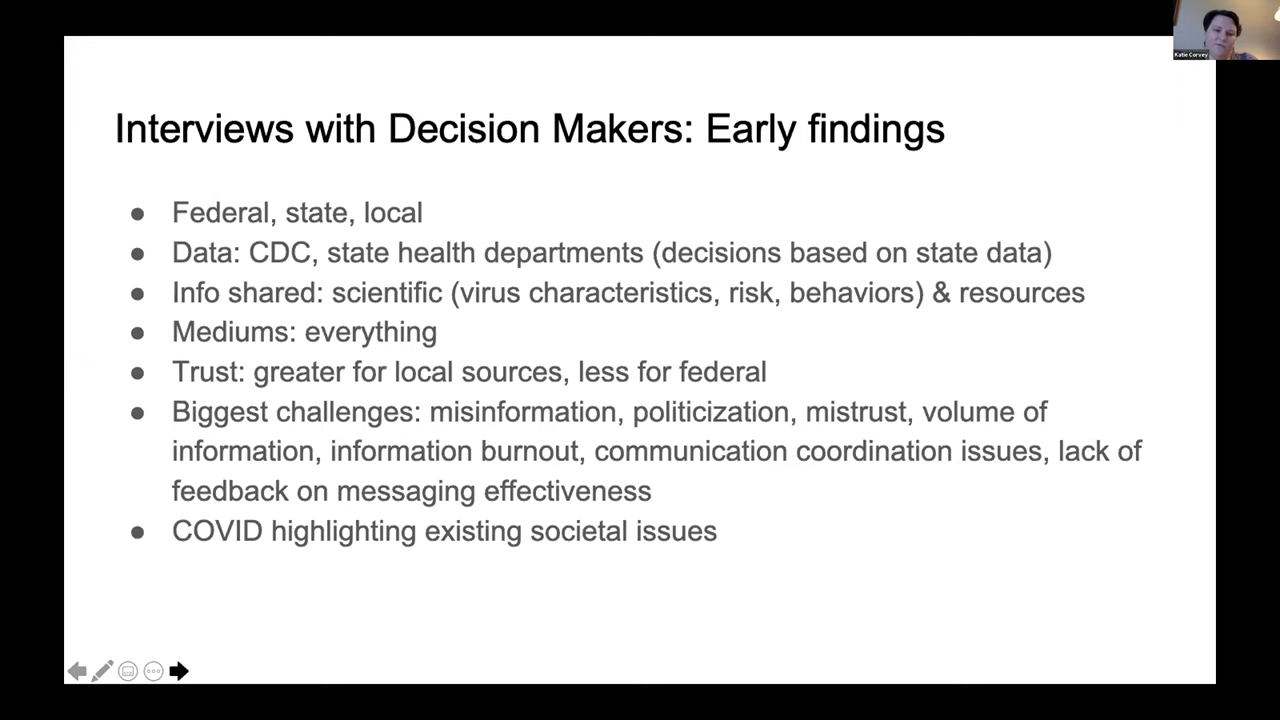 Katie Corvey
Interviews with Decision Makers: Early findings
● Federal, state, local
● Data: CDC, state health departments (decisions based on state data)
● Info shared: scientific (virus characteristics, risk, behaviors) & resources
● Mediums: everything
● Trust: greater for local sources, less for federal
● Biggest challenges: misinformation, politicization, mistrust, volume of
information, information burnout, communication coordination issues, lack of
feedback on messaging effectiveness
● COVID highlighting existing societal issues